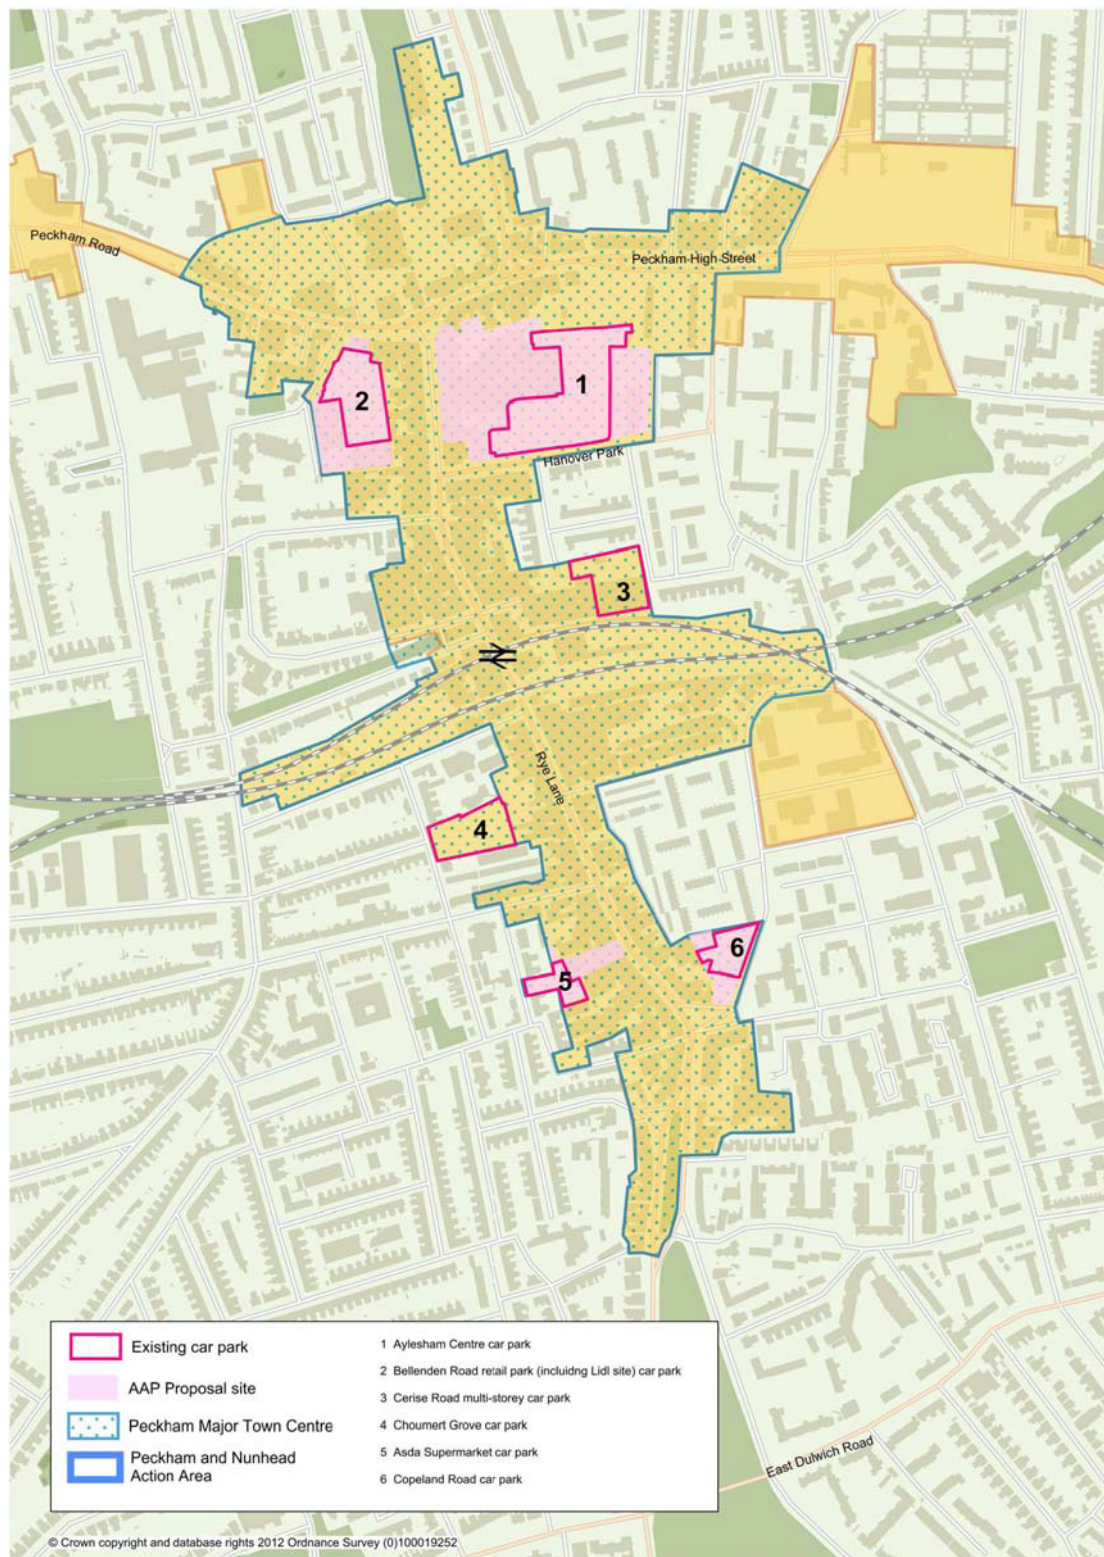 Peckham Road
Peckham High Street
1
2
Hanover Park
3
Rye Lane
4
6
5
Existing car park
AAP Proposal site
Peckham Major Town Centre
Peckham and Nunhead
Action Area
1 Aylesham Centre car park
2 Bellenden Road retail park (incluidng Lidl site) car park
3 Cerise Road multi-storey car park
4 Choumert Grove car park
5 Asda Supermarket car park
6 Copeland Road car park
East Dulwich Road
© Crown copyright and database rights 2012 Ordnance Survey (0)100019252